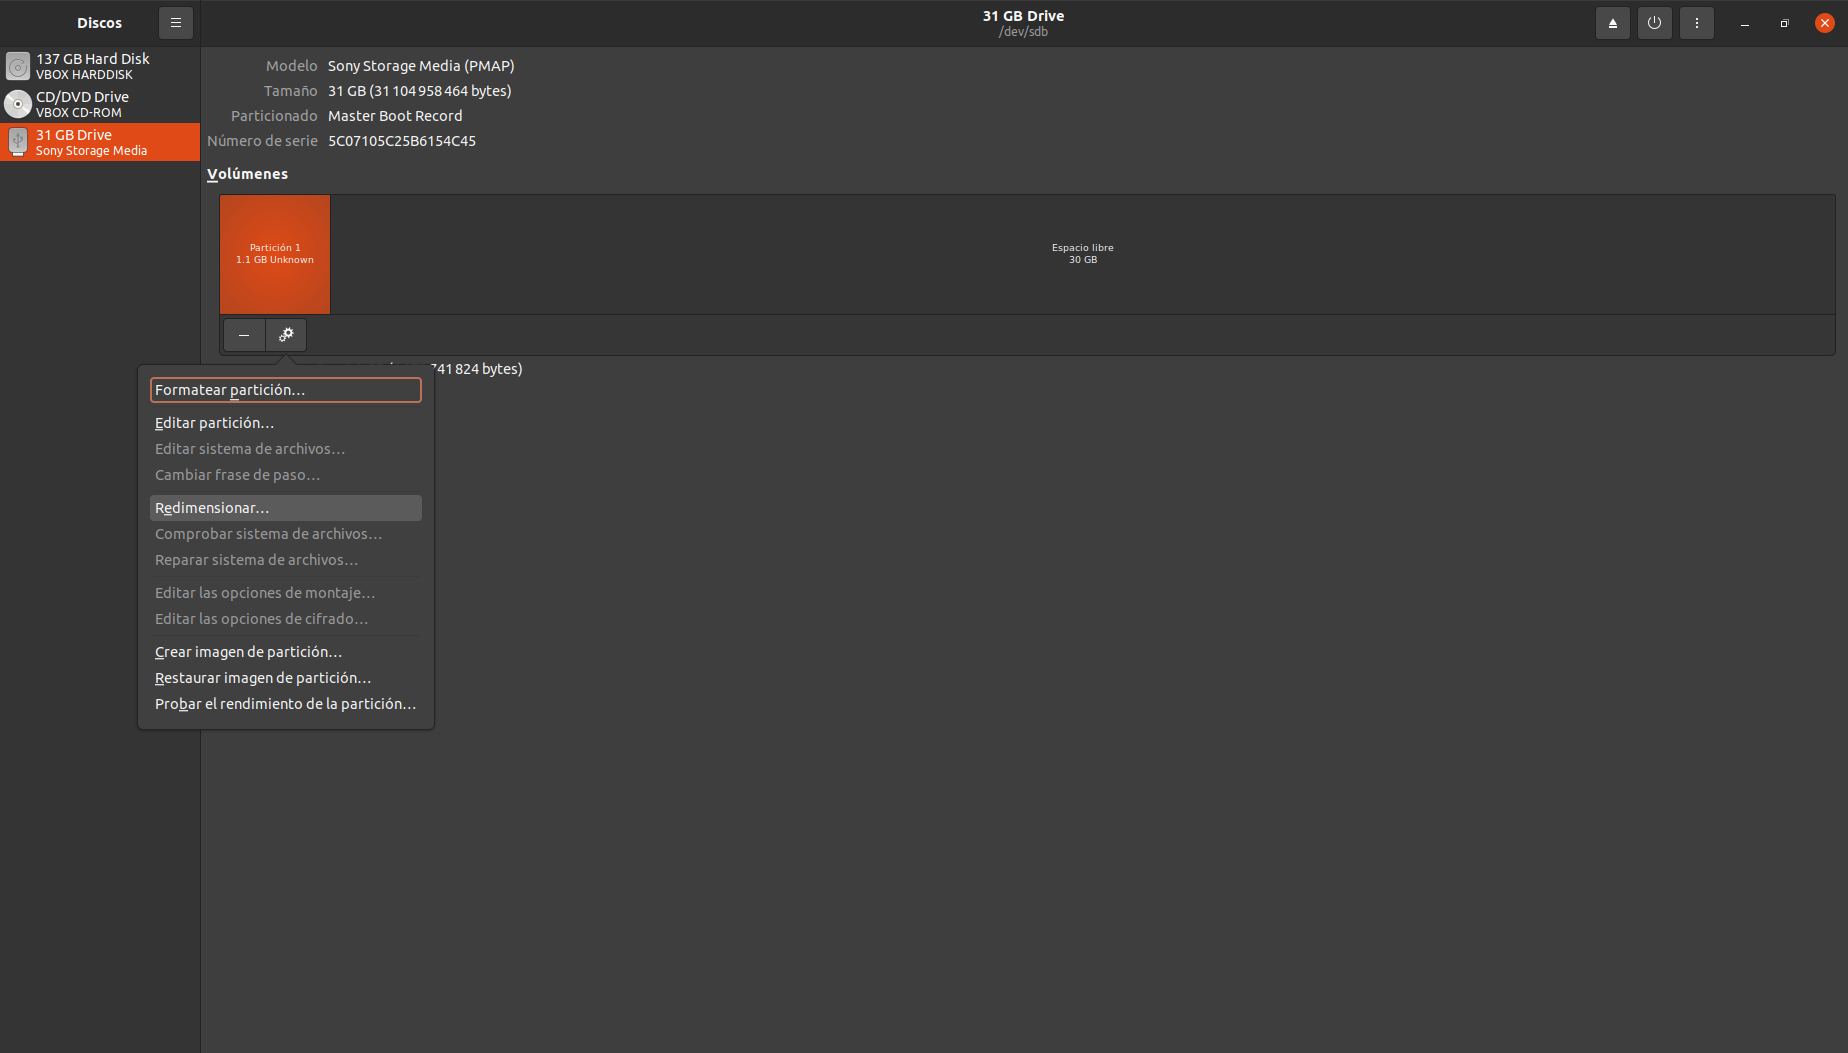 Discos
31 GB Drive
/dev/sdb
137 GB Hard Disk
VBOX HARDDISK
CD/DVD Drive
VBOX CD-ROM
31 GB Drive
Sony Storage Media
Modelo Sony Storage Media (PMAP)
Tamaño 31 GB (31 104 958 464 bytes)
Particionado Master Boot Record
Número de serie 5C07105C25B6154C45
Volúmenes
Partición 1
1.1 GB Unknown
Espacio libre
30 GB
741 824 bytes)
Formatear partición…
Editar partición…
Editar sistema de archivos…
Cambiar frase de paso…
Redimensionar…
Comprobar sistema de archivos…
Reparar sistema de archivos…
Editar las opciones de montaje…
Editar las opciones de cifrado…
Crear imagen de partición…
Restaurar imagen de partición…
Probar el rendimiento de la partición…